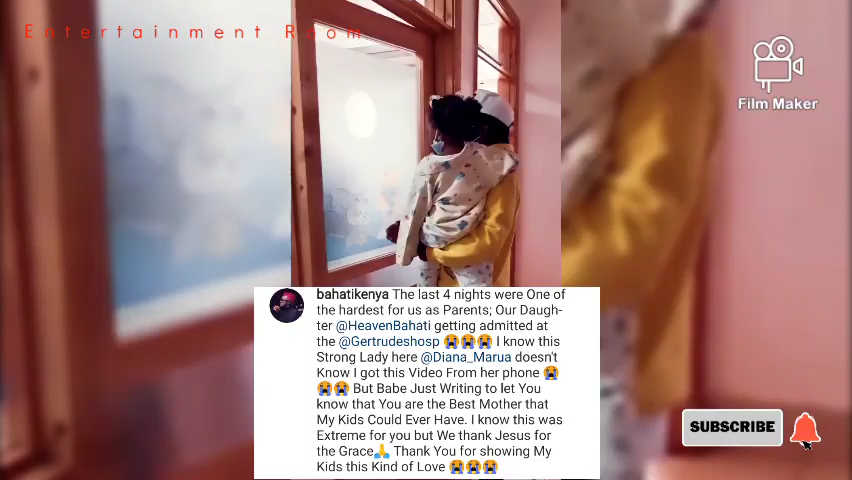 Entertainment Room
Film Maker
bahatikenya The last 4 nights were One of
the hardest for us as Parents; Our Daugh-
ter @HeavenBahati getting admitted at
the @Gertrudeshosp 😭😭😭 I know this
Strong Lady here @Diana_Marua doesn't
Know I got this Video From her phone 😭
😭😭 But Babe Just Writing to let You
know that You are the Best Mother that
My Kids Could Ever Have. I know this was
Extreme for you but We thank Jesus for
the Grace🙏 Thank You for showing My
Kids this Kind of Love 😭😭😭
SUBSCRIBE